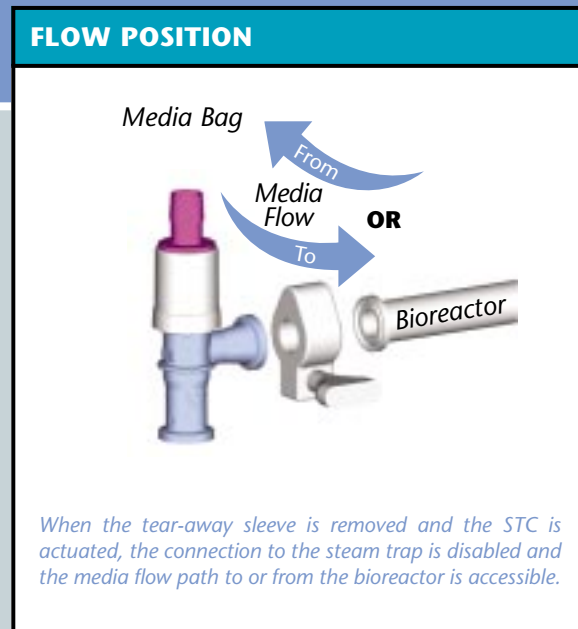 FLOW POSITION
Media Bag
From
Media
Flow
OR
To
Bioreactor
When the tear-away sleeve is removed and the STC is
actuated, the connection to the steam trap is disabled and
the media flow path to or from the bioreactor is accessible.